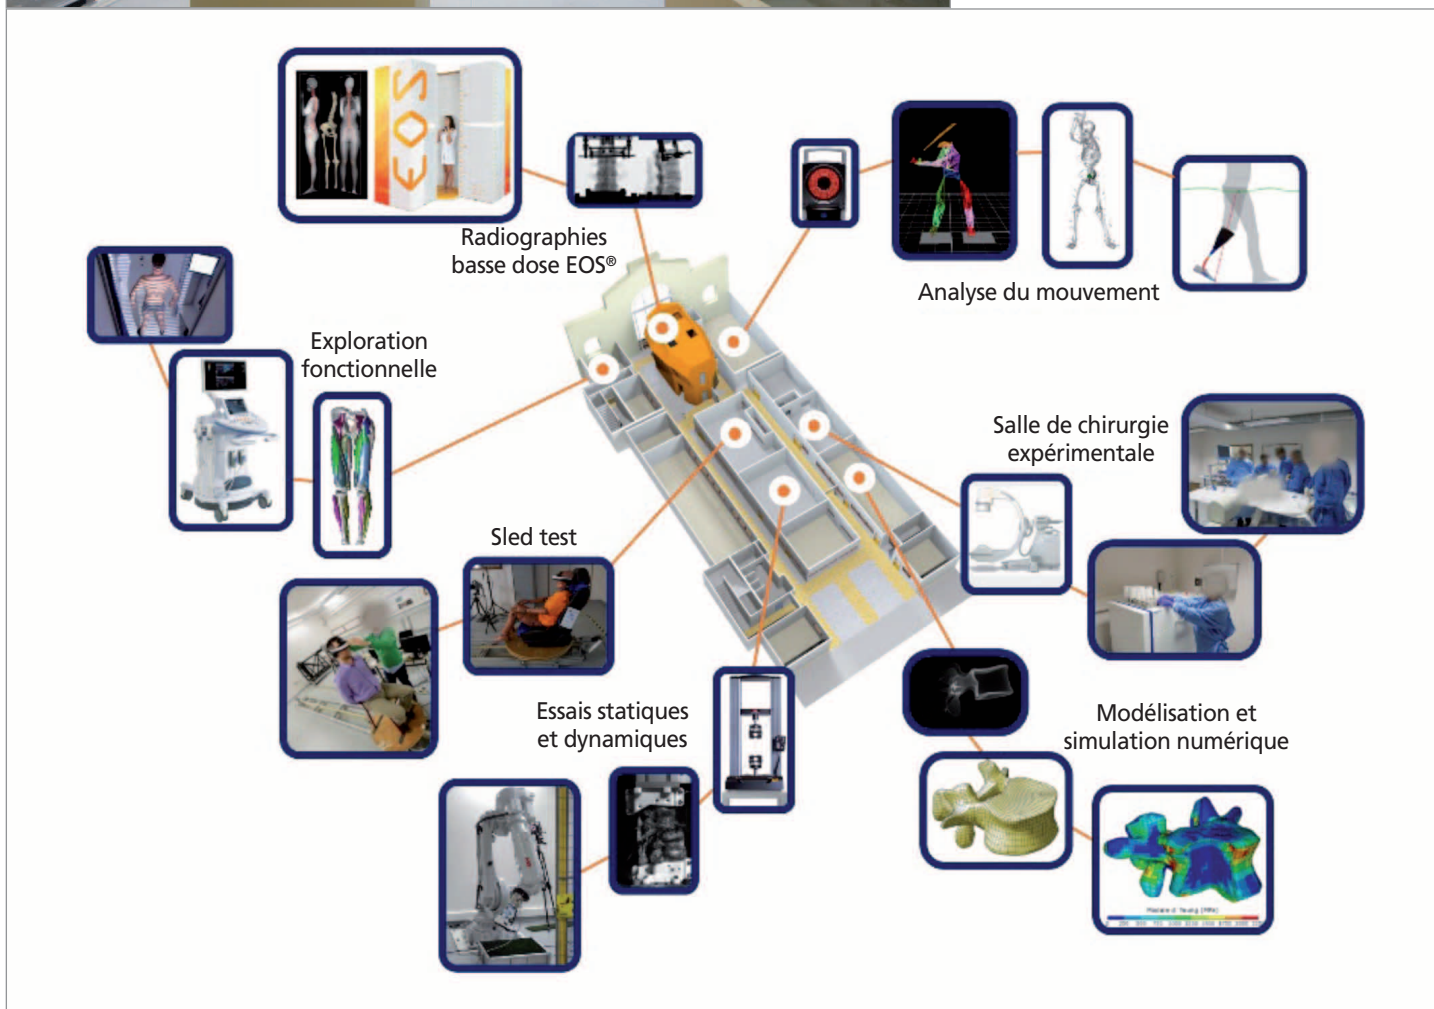 EOS
Radiographies
basse dose EOS®
Analyse du mouvement
Exploration
fonctionnelle
Salle de chirurgie
expérimentale
Sled test
Essais statiques
et dynamiques
Modélisation et
simulation numérique